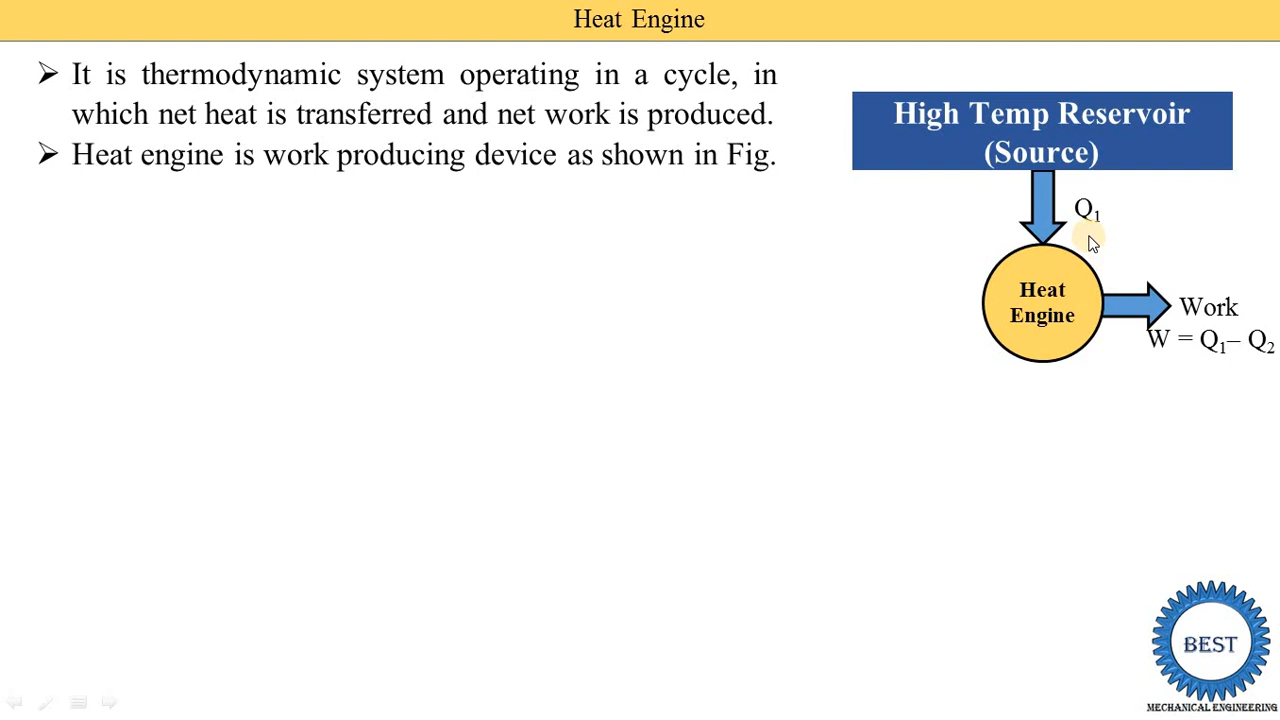 Heat Engine
➢ It is thermodynamic system operating in a cycle, in
which net heat is transferred and net work is produced.
➢ Heat engine is work producing device as shown in Fig.
High Temp Reservoir
(Source)
Q₁
Heat
Engine
Work
W = Q₁– Q₂
BEST
MECHANICAL ENGINEERING